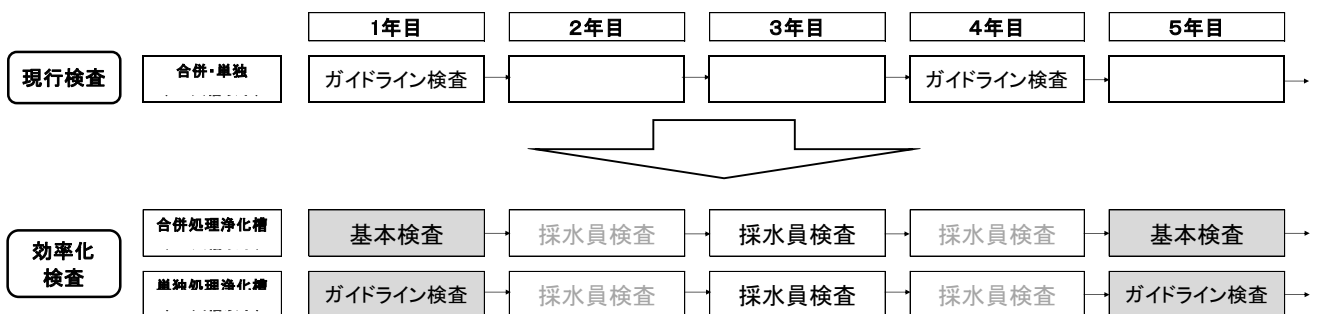 1年目 2年目 3年目 4年目 5年目
現行検査 合併・単独 ガイドライン検査 ガイドライン検査
合併処理浄化槽 基本検査 採水員検査 採水員検査 採水員検査 基本検査
効率化
検査
単独処理浄化槽 ガイドライン検査 採水員検査 採水員検査 採水員検査 ガイドライン検査